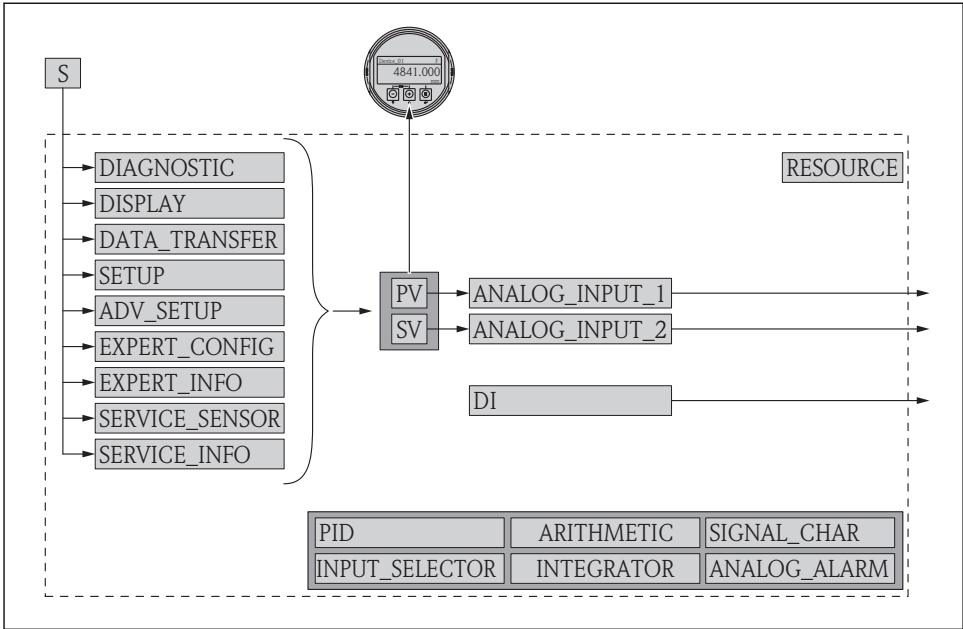 Device_01 F
4841.000
S
DIAGNOSTIC
RESOURCE
DISPLAY
DATA_TRANSFER
SETUP
PV
ANALOG_INPUT_1
ADV_SETUP
SV
ANALOG_INPUT_2
EXPERT_CONFIG
EXPERT_INFO
DI
SERVICE_SENSOR
SERVICE_INFO
PID
ARITHMETIC
SIGNAL_CHAR
INPUT_SELECTOR
INTEGRATOR
ANALOG_ALARM